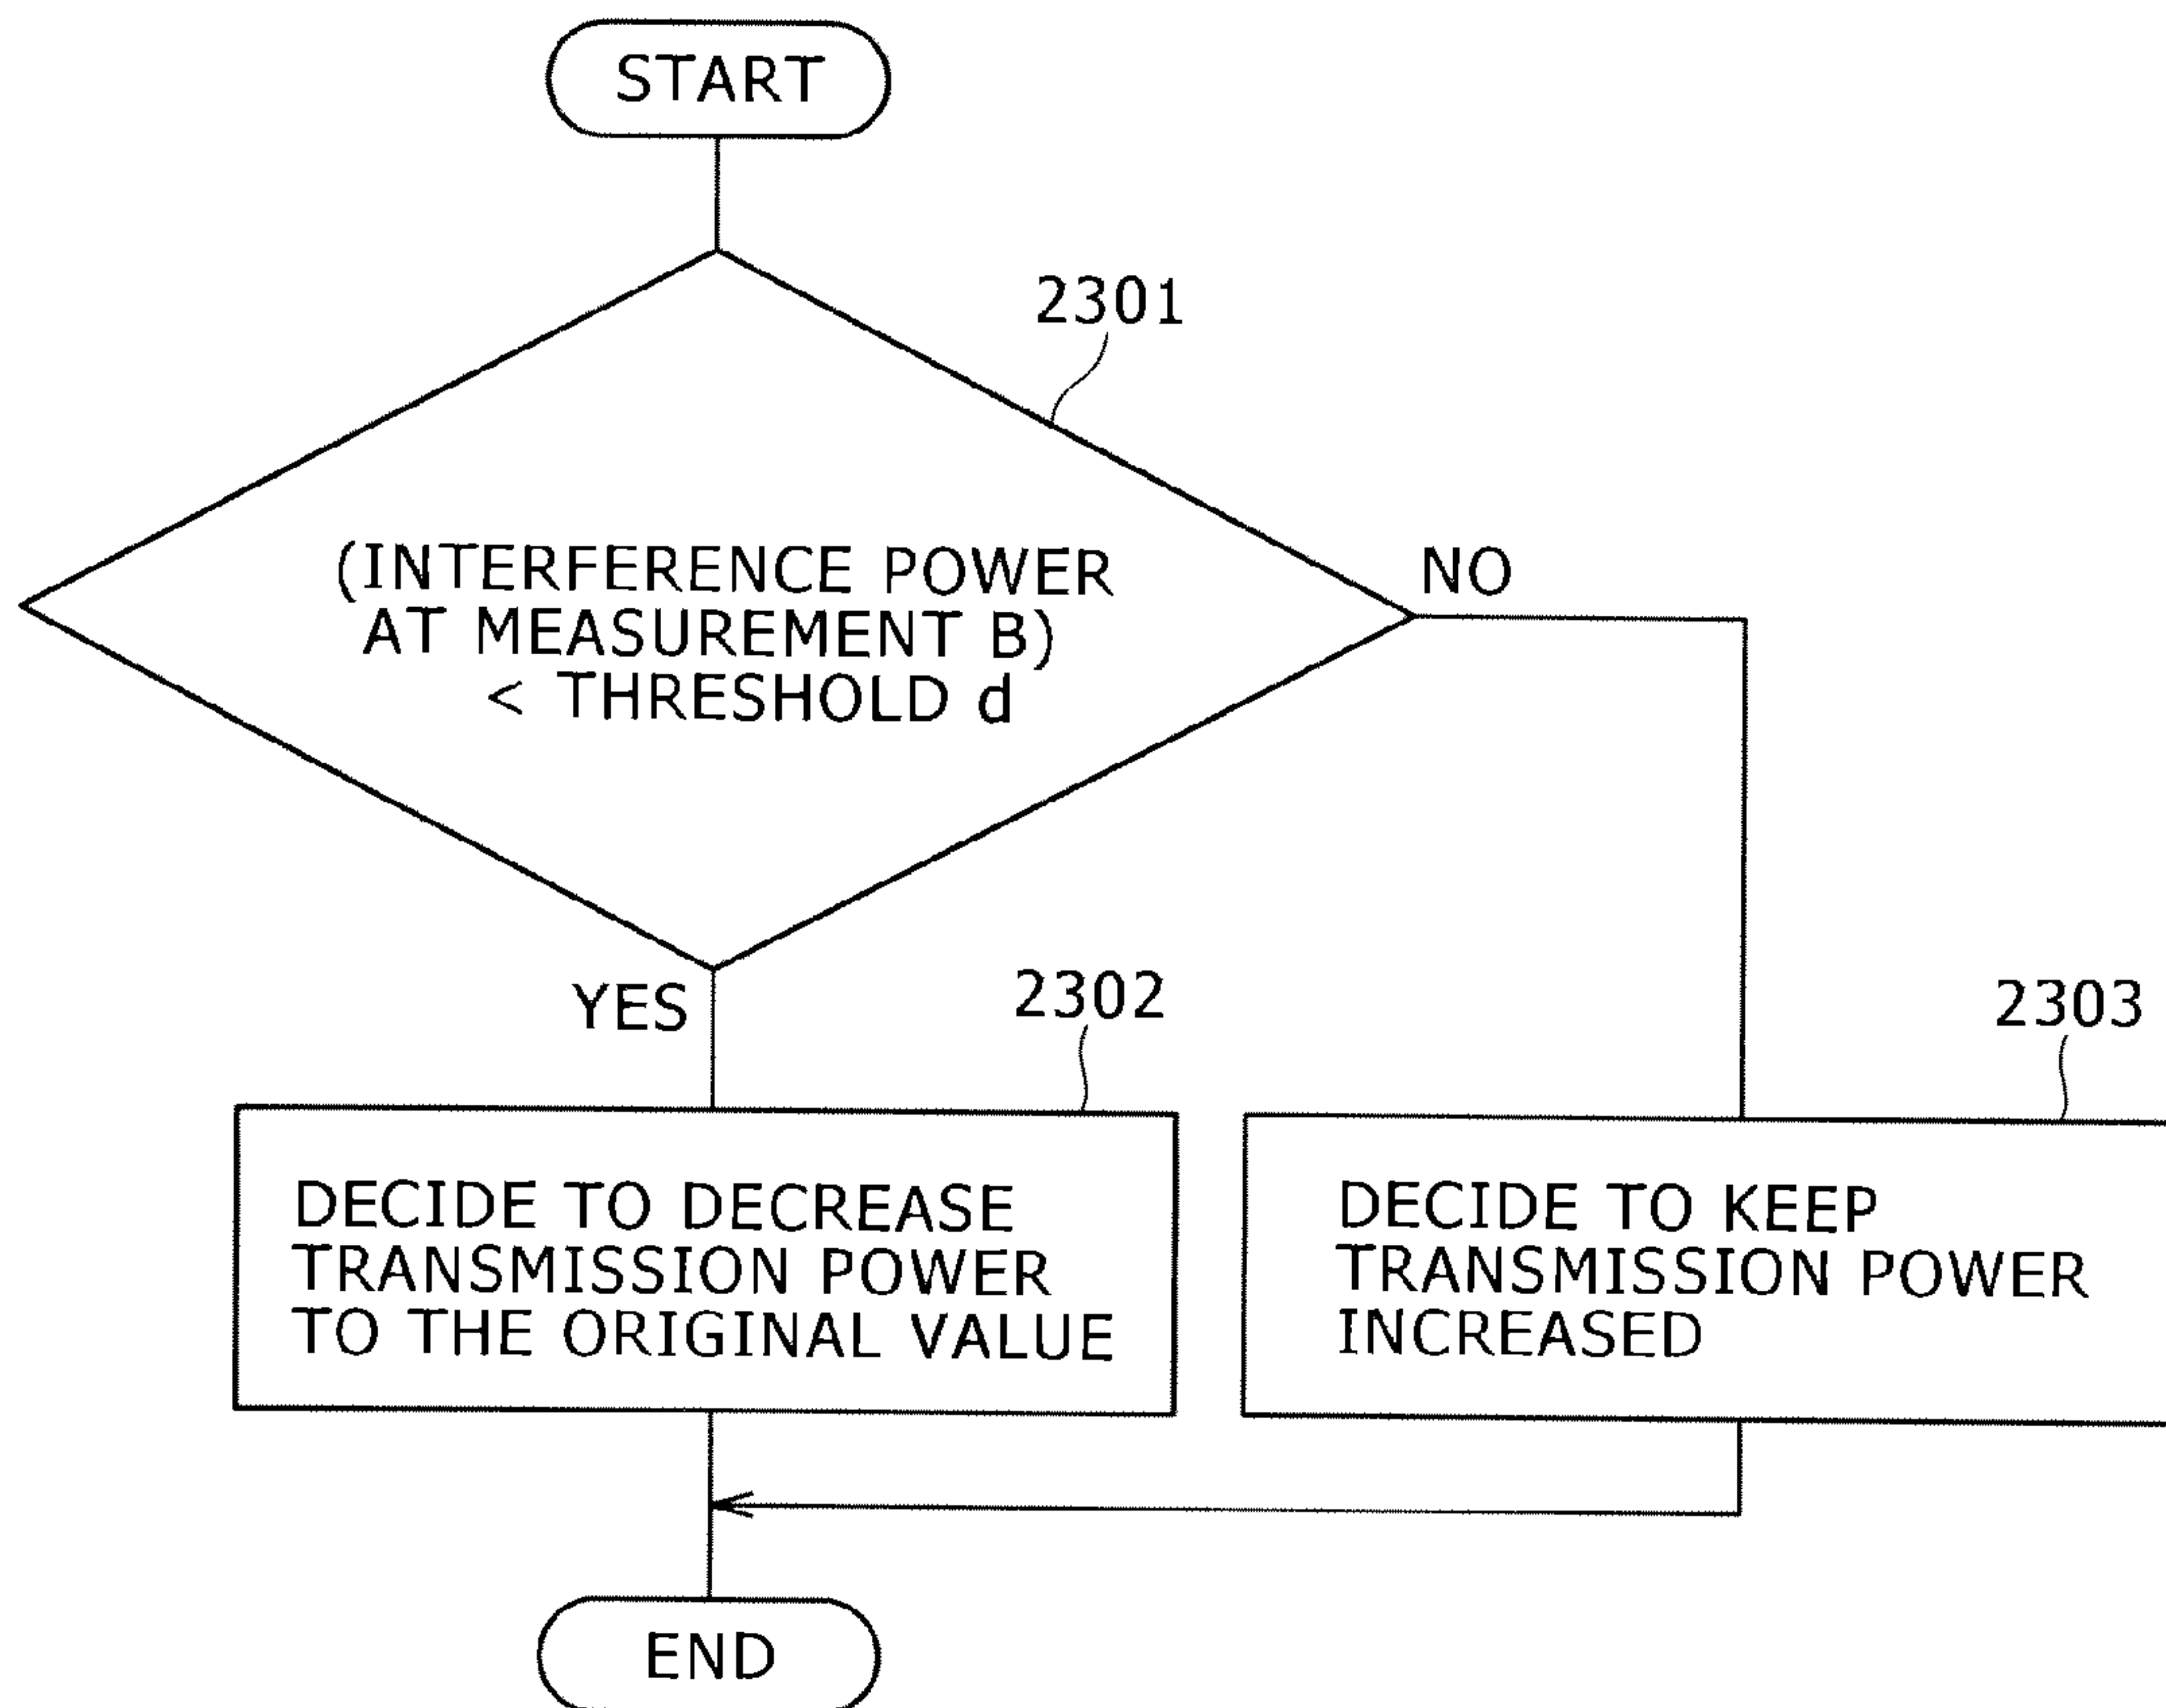 START
2301
(INTERFERENCE POWER
AT MEASUREMENT B)
< THRESHOLD d
NO
YES
2302
2303
DECIDE TO DECREASE
TRANSMISSION POWER
TO THE ORIGINAL VALUE
DECIDE TO KEEP
TRANSMISSION POWER
INCREASED
END